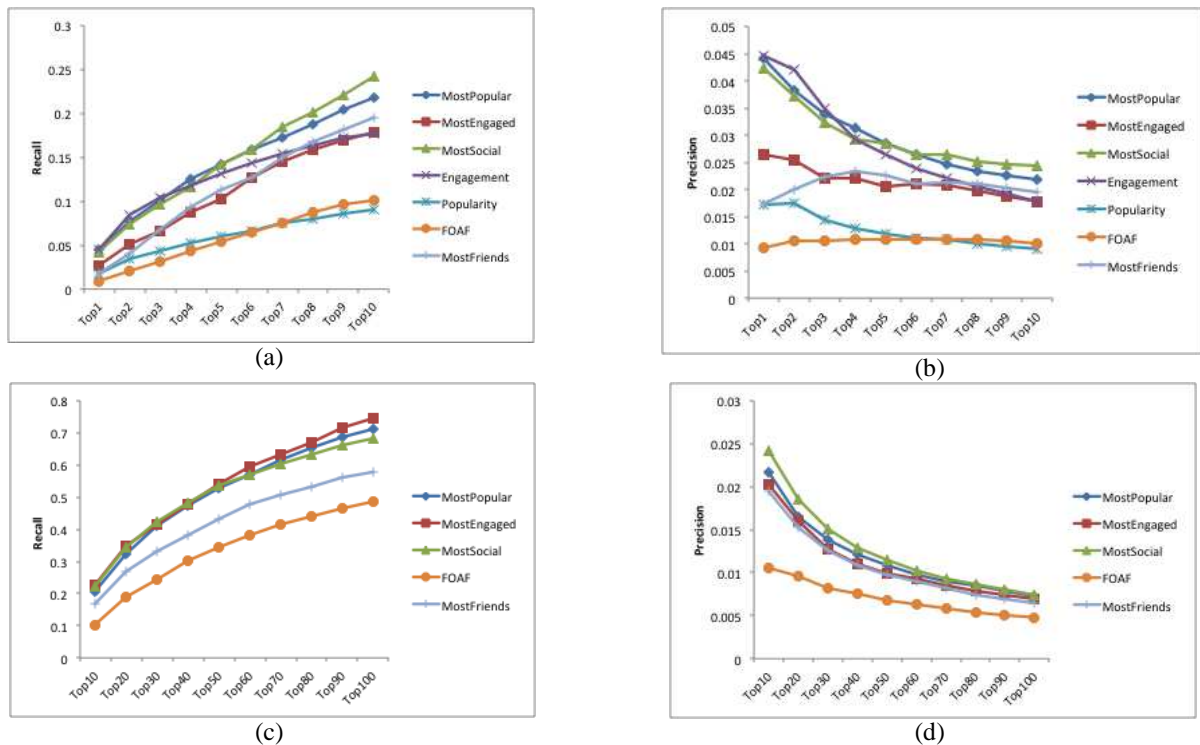 0.3
0.25
0.2
0.15
0.1
0.05
0
Recall
Top1
Top2
Top3
Top4
Top5
Top6
Top7
Top8
Top9
Top10
MostPopular
MostEngaged
MostSocial
Engagement
Popularity
FOAF
MostFriends
(a)
0.05
0.045
0.04
0.035
0.03
0.025
0.02
0.015
0.01
0.005
0
Precision
Top1
Top2
Top3
Top4
Top5
Top6
Top7
Top8
Top9
Top10
MostPopular
MostEngaged
MostSocial
Engagement
Popularity
FOAF
MostFriends
(b)
0.8
0.7
0.6
0.5
0.4
0.3
0.2
0.1
0
Recall
Top10
Top20
Top30
Top40
Top50
Top60
Top70
Top80
Top90
Top100
MostPopular
MostEngaged
MostSocial
FOAF
MostFriends
(c)
0.03
0.025
0.02
0.015
0.01
0.005
0
Precision
Top10
Top20
Top30
Top40
Top50
Top60
Top70
Top80
Top90
Top100
MostPopular
MostEngaged
MostSocial
FOAF
MostFriends
(d)